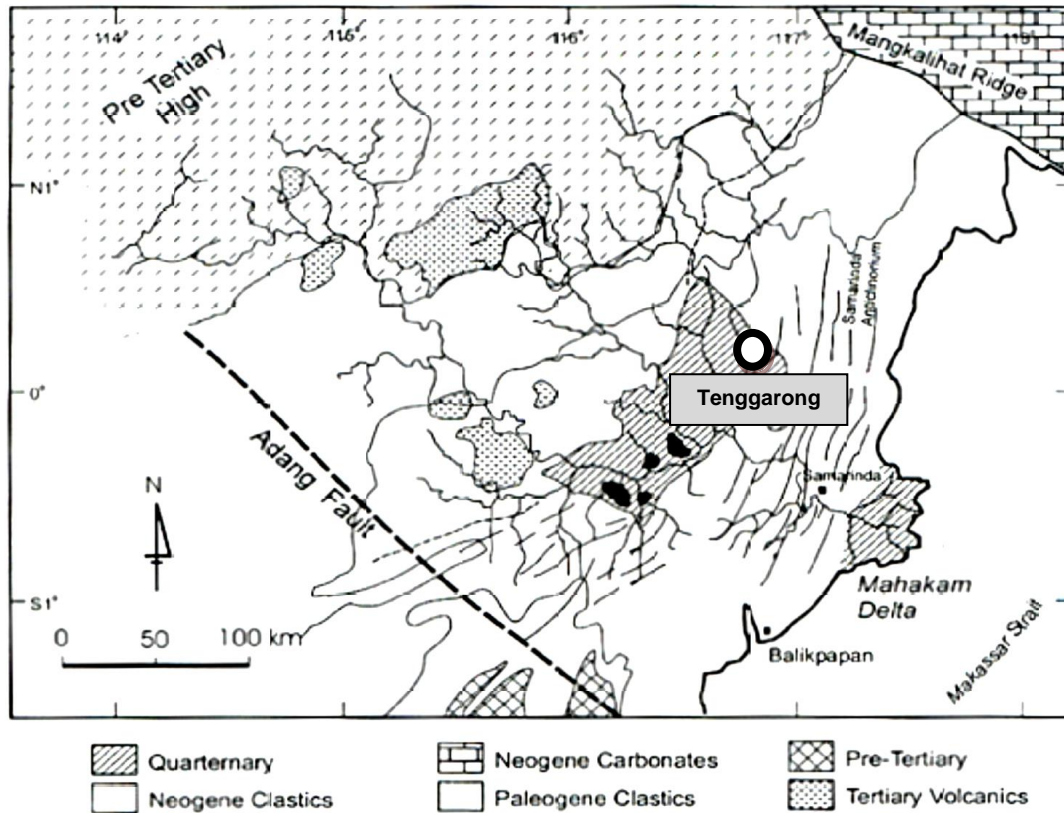 114°
115°
116°
117°
118°
Pre Tertiary
High
Mangkalihat Ridge
N1°
Samarinda
Anticlinorium
0°
Tenggarong
Adang Fault
N
Samarinda
S1°
Mahakam
Delta
0 50 100 km
Balikpapan
Makassar Strait
Quarternary
Neogene Carbonates
Pre-Tertiary
Neogene Clastics
Paleogene Clastics
Tertiary Volcanics